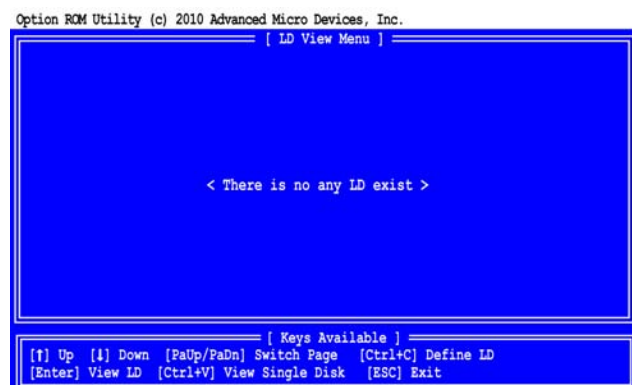 Option ROM Utility (c) 2010 Advanced Micro Devices, Inc.
[ LD View Menu ]
< There is no any LD exist >
[ Keys Available ]
[↑] Up [↓] Down [PaUp/PaDn] Switch Page [Ctrl+C] Define LD
[Enter] View LD [Ctrl+V] View Single Disk [ESC] Exit